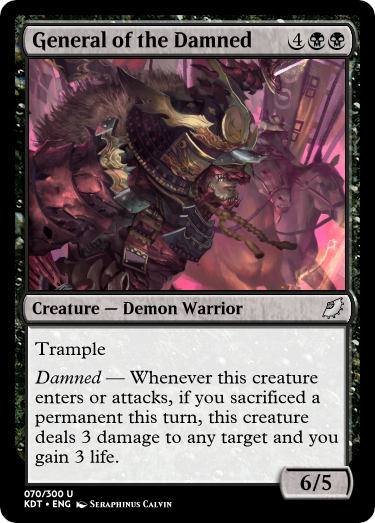 General of the Damned 4
Creature — Demon Warrior
Trample
Damned — Whenever this creature
enters or attacks, if you sacrificed a
permanent this turn, this creature
deals 3 damage to any target and you
gain 3 life.
6/5
070/300 U
KDT • ENG Seraphinus Calvin